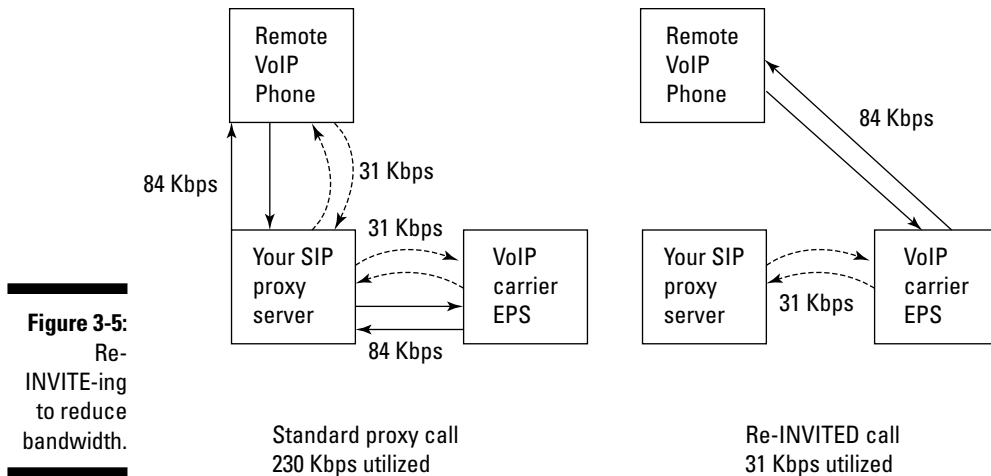 Remote
VoIP
Phone
84 Kbps
31 Kbps
31 Kbps
Your SIP
proxy
server
VoIP
carrier
EPS
84 Kbps
Standard proxy call
230 Kbps utilized
Remote
VoIP
Phone
84 Kbps
Your SIP
proxy
server
31 Kbps
VoIP
carrier
EPS
Re-INVITED call
31 Kbps utilized
Figure 3-5:
Re-
INVITE-ing
to reduce
bandwidth.